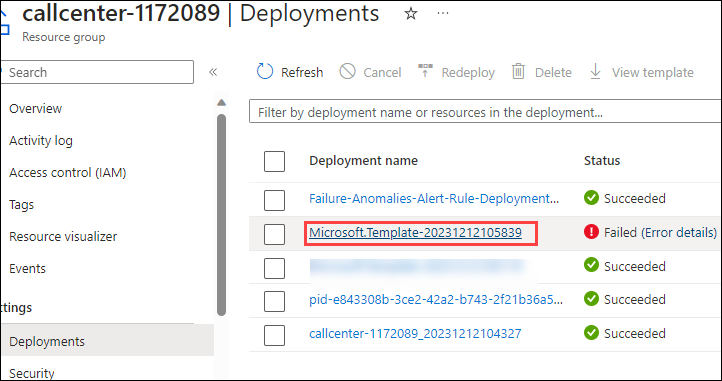 callcenter-1172089 | Deployments ☆ ...
Resource group
Search «
Refresh Cancel Redeploy Delete View template
Overview
Activity log
Access control (IAM)
Tags
Resource visualizer
Events
ttings
Deployments
Security
Filter by deployment name or resources in the deployment...
Deployment name Status
Failure-Anomalies-Alert-Rule-Deployment... Succeeded
Microsoft.Template-20231212105839 Failed (Error details)
Succeeded
pid-e843308b-3ce2-42a2-b743-2f21b36a5... Succeeded
callcenter-1172089_20231212104327 Succeeded